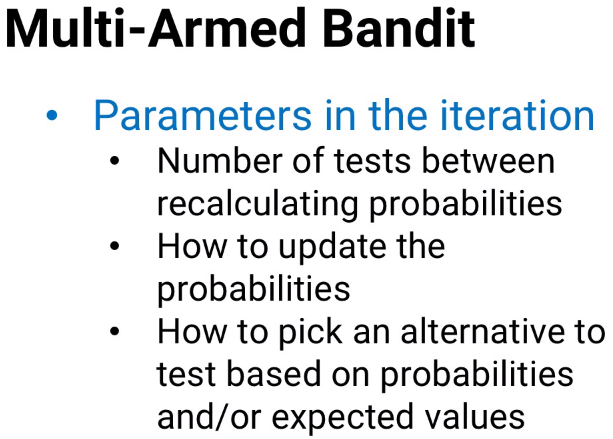 Multi-Armed Bandit
• Parameters in the iteration
• Number of tests between
recalculating probabilities
• How to update the
probabilities
• How to pick an alternative to
test based on probabilities
and/or expected values